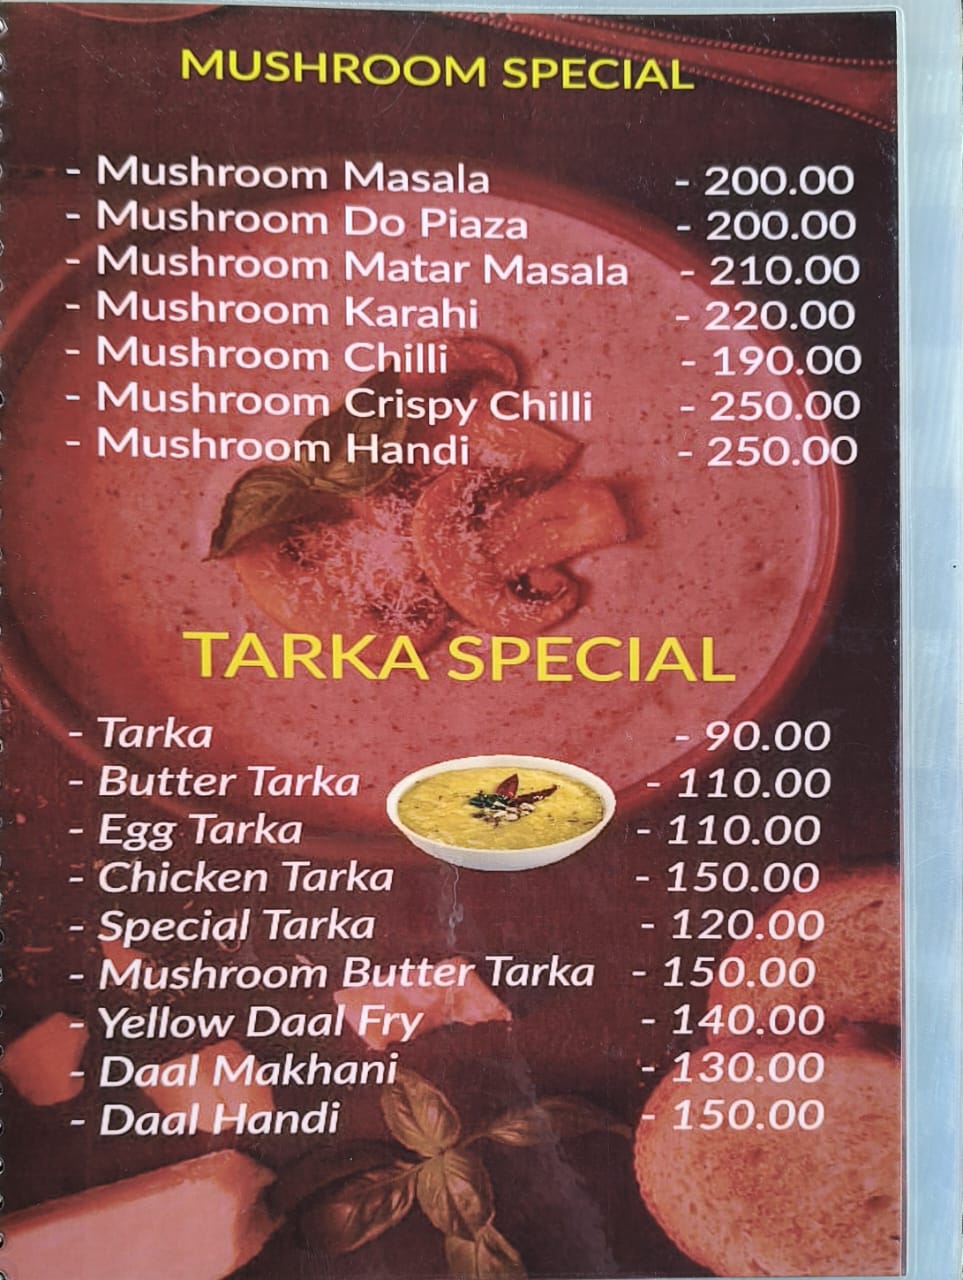 MUSHROOM SPECIAL
- Mushroom Masala - 200.00
- Mushroom Do Piaza - 200.00
- Mushroom Matar Masala - 210.00
- Mushroom Karahi - 220.00
- Mushroom Chilli - 190.00
- Mushroom Crispy Chilli - 250.00
- Mushroom Handi - 250.00
TARKA SPECIAL
- Tarka - 90.00
- Butter Tarka - 110.00
- Egg Tarka - 110.00
- Chicken Tarka - 150.00
- Special Tarka - 120.00
- Mushroom Butter Tarka - 150.00
- Yellow Daal Fry - 140.00
- Daal Makhani - 130.00
- Daal Handi - 150.00